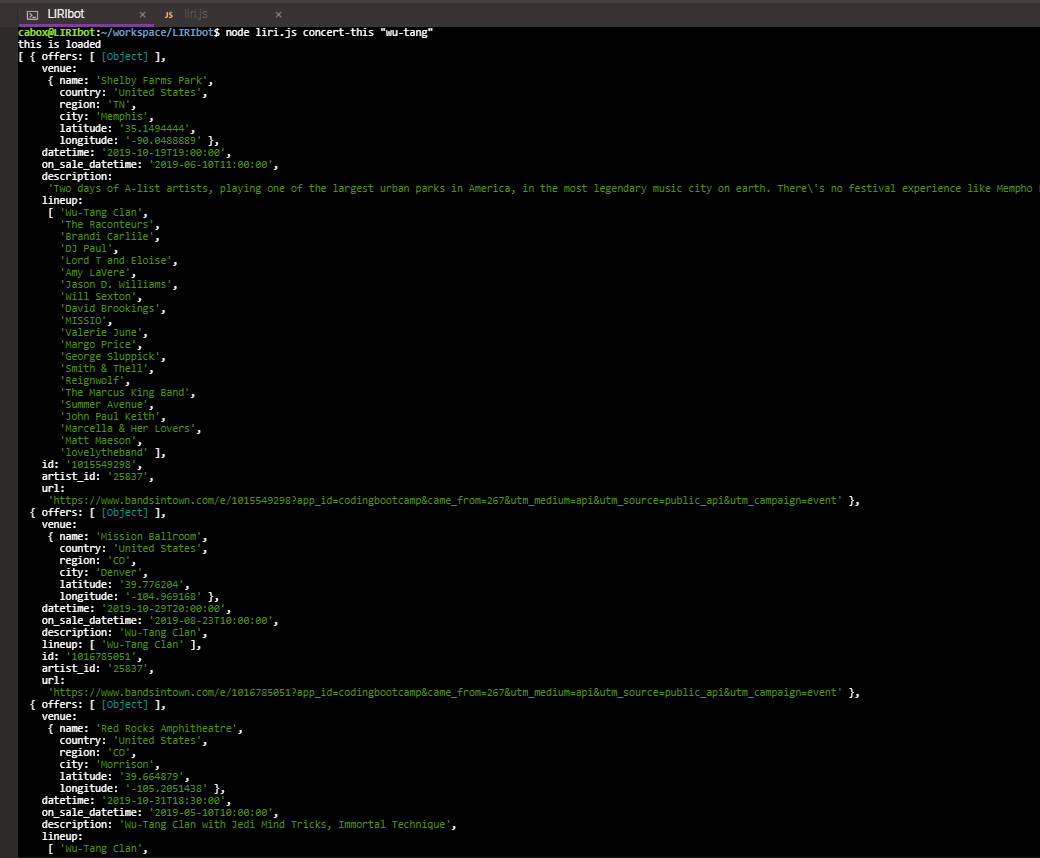 LIRIbot × JS liri.js ×
cabox@LIRIbot:~/workspace/LIRIbot$ node liri.js concert-this "wu-tang"
this is loaded
[ { offers: [ [Object] ],
venue:
{ name: 'Shelby Farms Park',
country: 'United States',
region: 'TN',
city: 'Memphis',
latitude: '35.1494444',
longitude: '-90.0488889' },
datetime: '2019-10-19T19:00:00',
on_sale_datetime: '2019-06-10T11:00:00',
description:
'Two days of A-list artists, playing one of the largest urban parks in America, in the most legendary music city on earth. There\'s no festival experience like Mempho
lineup:
[ 'Wu-Tang Clan',
'The Raconteurs',
'Brandi Carlile',
'DJ Paul',
'Lord T and Eloise',
'Amy LaVere',
'Jason D. Williams',
'Will Sexton',
'David Brookings',
'MISSIO',
'Valerie June',
'Margo Price',
'George Sluppick',
'Smith & Thell',
'Reignwolf',
'The Marcus King Band',
'Summer Avenue',
'John Paul Keith',
'Marcella & Her Lovers',
'Matt Maeson',
'lovelytheband' ],
id: '1015549298',
artist_id: '25837',
url:
'https://www.bandsintown.com/e/1015549298?app_id=codingbootcamp&came_from=267&utm_medium=api&utm_source=public_api&utm_campaign=event' },
{ offers: [ [Object] ],
venue:
{ name: 'Mission Ballroom',
country: 'United States',
region: 'CO',
city: 'Denver',
latitude: '39.776204',
longitude: '-104.969168' },
datetime: '2019-10-29T20:00:00',
on_sale_datetime: '2019-08-23T10:00:00',
description: 'Wu-Tang Clan',
lineup: [ 'Wu-Tang Clan' ],
id: '1016785051',
artist_id: '25837',
url:
'https://www.bandsintown.com/e/1016785051?app_id=codingbootcamp&came_from=267&utm_medium=api&utm_source=public_api&utm_campaign=event' },
{ offers: [ [Object] ],
venue:
{ name: 'Red Rocks Amphitheatre',
country: 'United States',
region: 'CO',
city: 'Morrison',
latitude: '39.664879',
longitude: '-105.2051438' },
datetime: '2019-10-31T18:30:00',
on_sale_datetime: '2019-05-10T10:00:00',
description: 'Wu-Tang Clan with Jedi Mind Tricks, Immortal Technique',
lineup:
[ 'Wu-Tang Clan',